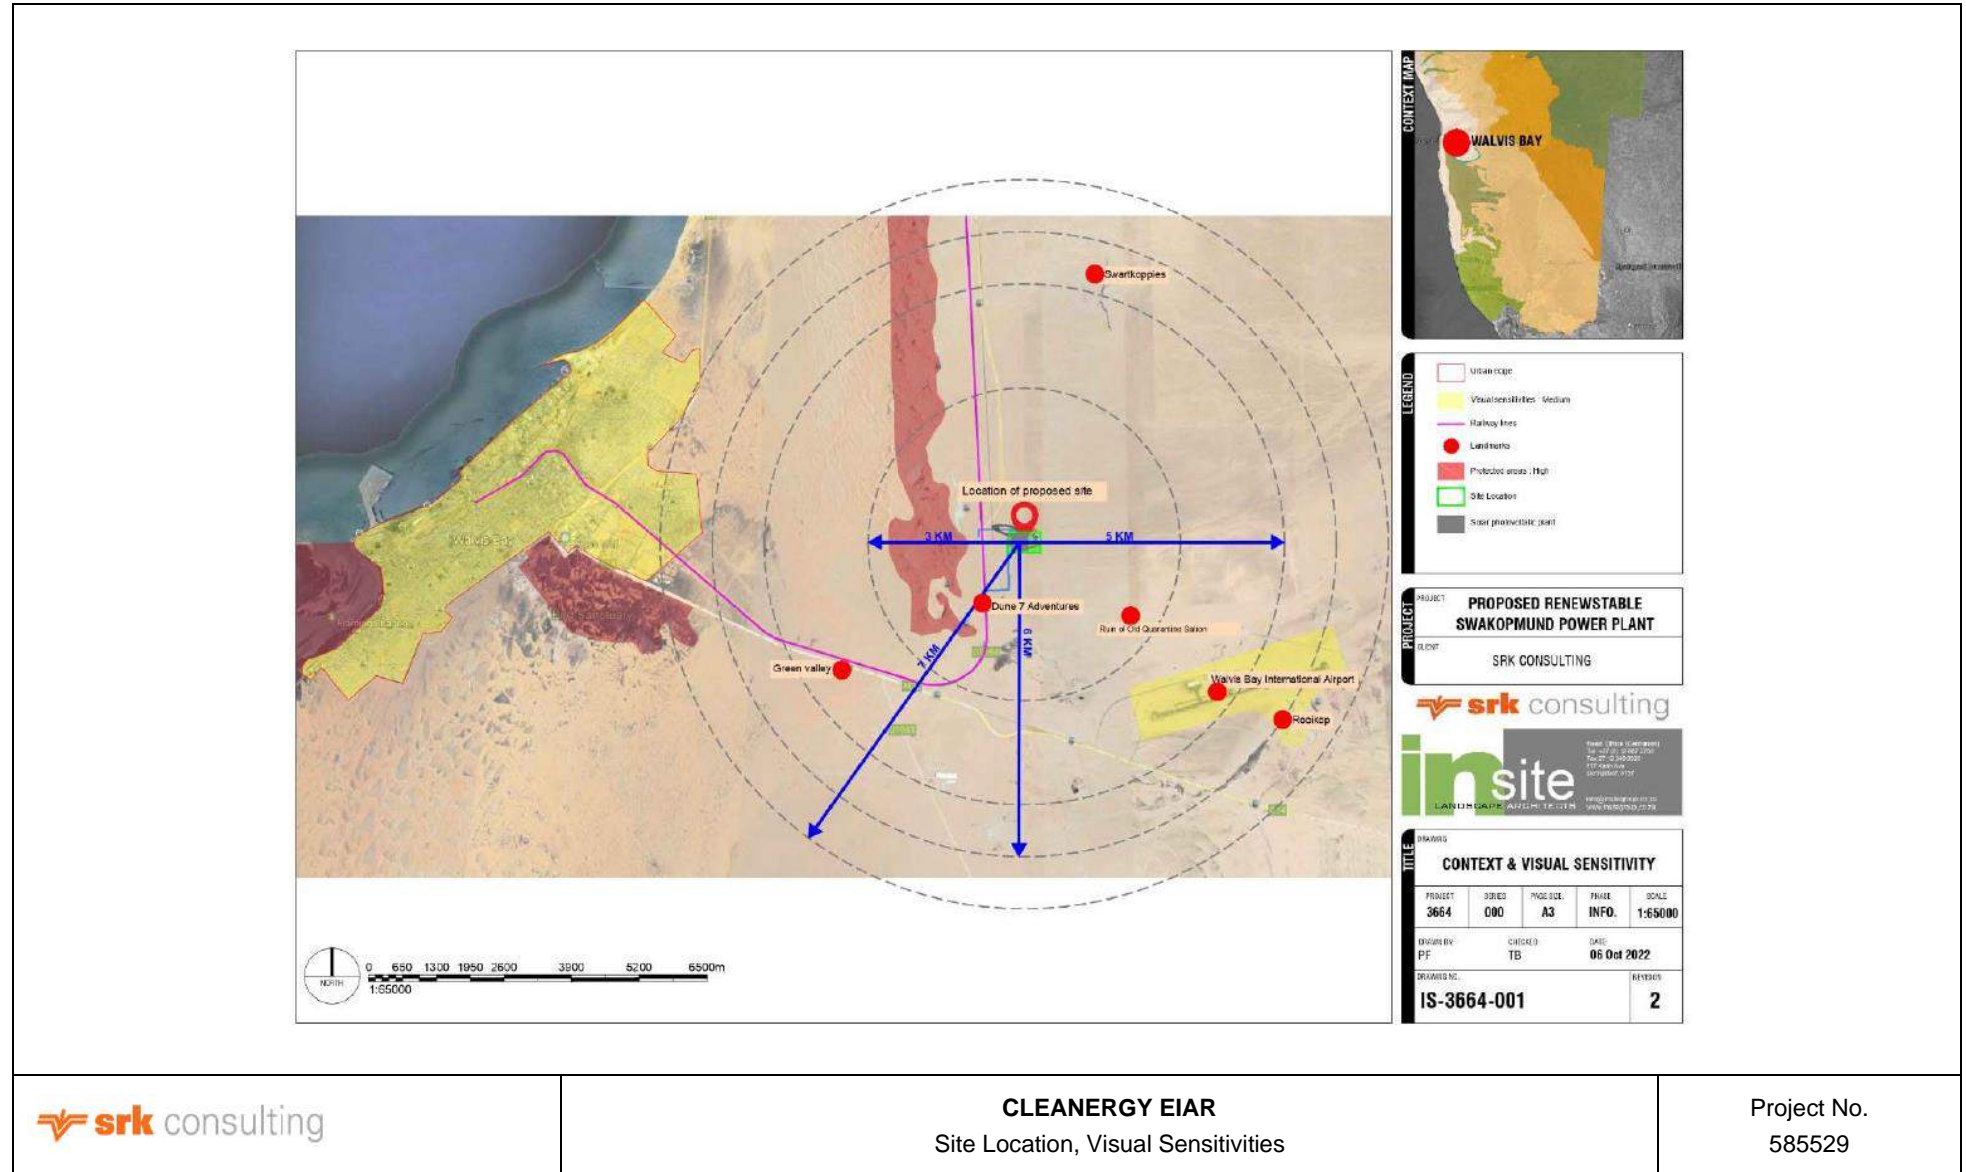 CONTEXT MAP
WALVIS BAY
Swartkoppies
Location of proposed site
3 KM
5 KM
Walvis Bay
Dune 7 Adventures
Ruin of Old Quarantine Station
6 KM
7 KM
Green valley
Walvis Bay International Airport
Rooikop
LEGEND
Urban edge
Visual sensitivities : Medium
Railway lines
Landmarks
Protected areas : High
Site Location
Solar photovoltaic plant
PROJECT
PROJECT
PROPOSED RENEWSTABLE
SWAKOPMUND POWER PLANT
CLIENT
SRK CONSULTING
srk consulting
insite
LANDSCAPE ARCHITECTS
TITLE
DRAWING
CONTEXT & VISUAL SENSITIVITY
PROJECT SERIES PAGE SIZE. PHASE SCALE
3664 000 A3 INFO. 1:65000
DRAWN BY CHECKED DATE
PF TB 06 Oct 2022
DRAWING NO. REVISION
IS-3664-001 2
NORTH
0 650 1300 1950 2600 3900 5200 6500m
1:65000
srk consulting
CLEANERGY EIAR
Site Location, Visual Sensitivities
Project No.
585529